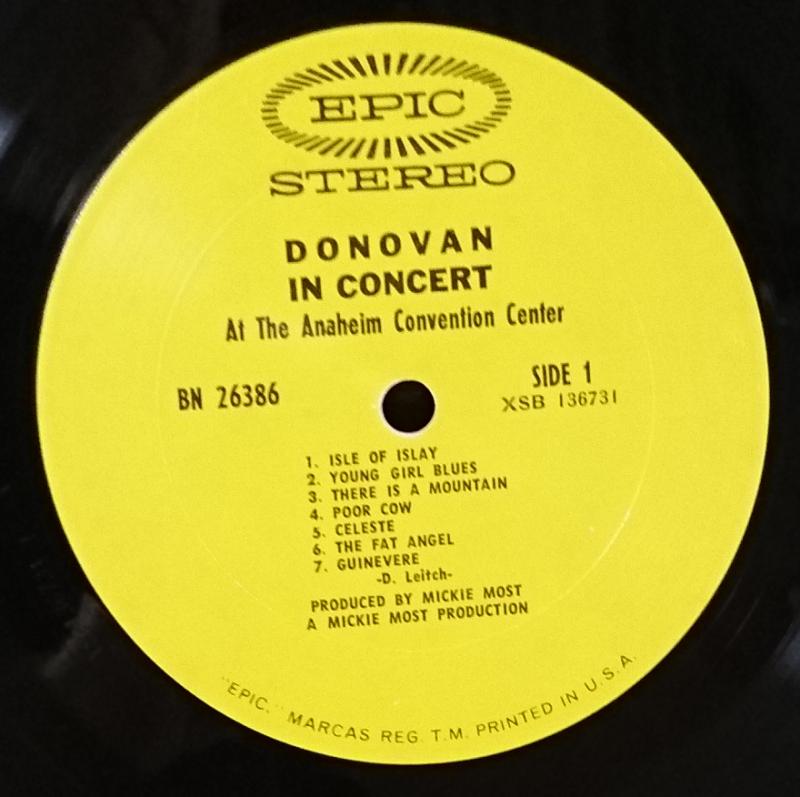 EPIC
STEREO
DONOVAN
IN CONCERT
At The Anaheim Convention Center
BN 26386
SIDE 1
XSB 136731
1. ISLE OF ISLAY
2. YOUNG GIRL BLUES
3. THERE IS A MOUNTAIN
4. POOR COW
5. CELESTE
6. THE FAT ANGEL
7. GUINEVERE
-D. Leitch-
PRODUCED BY MICKIE MOST
A MICKIE MOST PRODUCTION
"EPIC," MARCAS REG. T.M. PRINTED IN U.S.A.